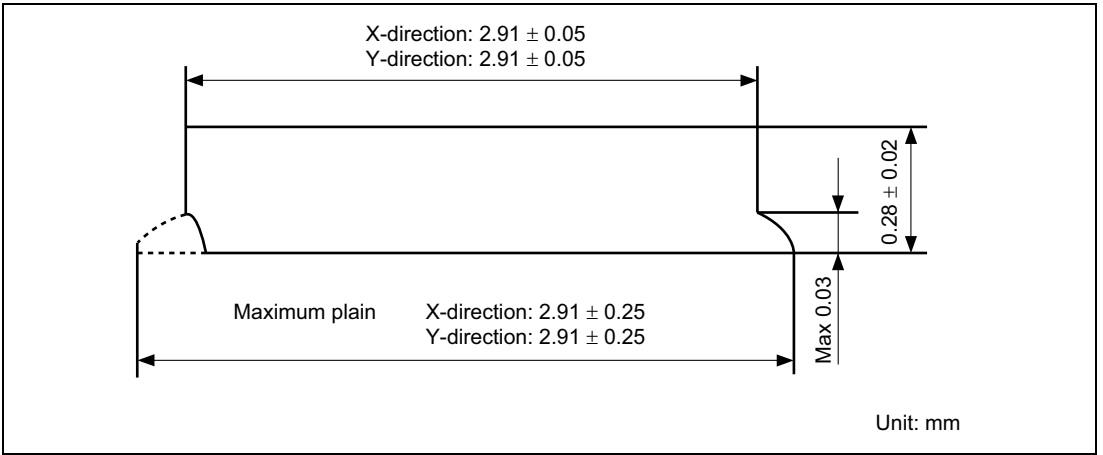 X-direction: 2.91 ± 0.05
Y-direction: 2.91 ± 0.05
0.28 ± 0.02
Max 0.03
Maximum plain X-direction: 2.91 ± 0.25
Y-direction: 2.91 ± 0.25
Unit: mm